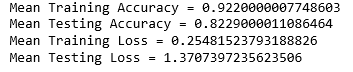 Mean Training Accuracy = 0.9220000007748603
Mean Testing Accuracy = 0.8229000011086464
Mean Training Loss = 0.25481523793188826
Mean Testing Loss = 1.3707397235623506